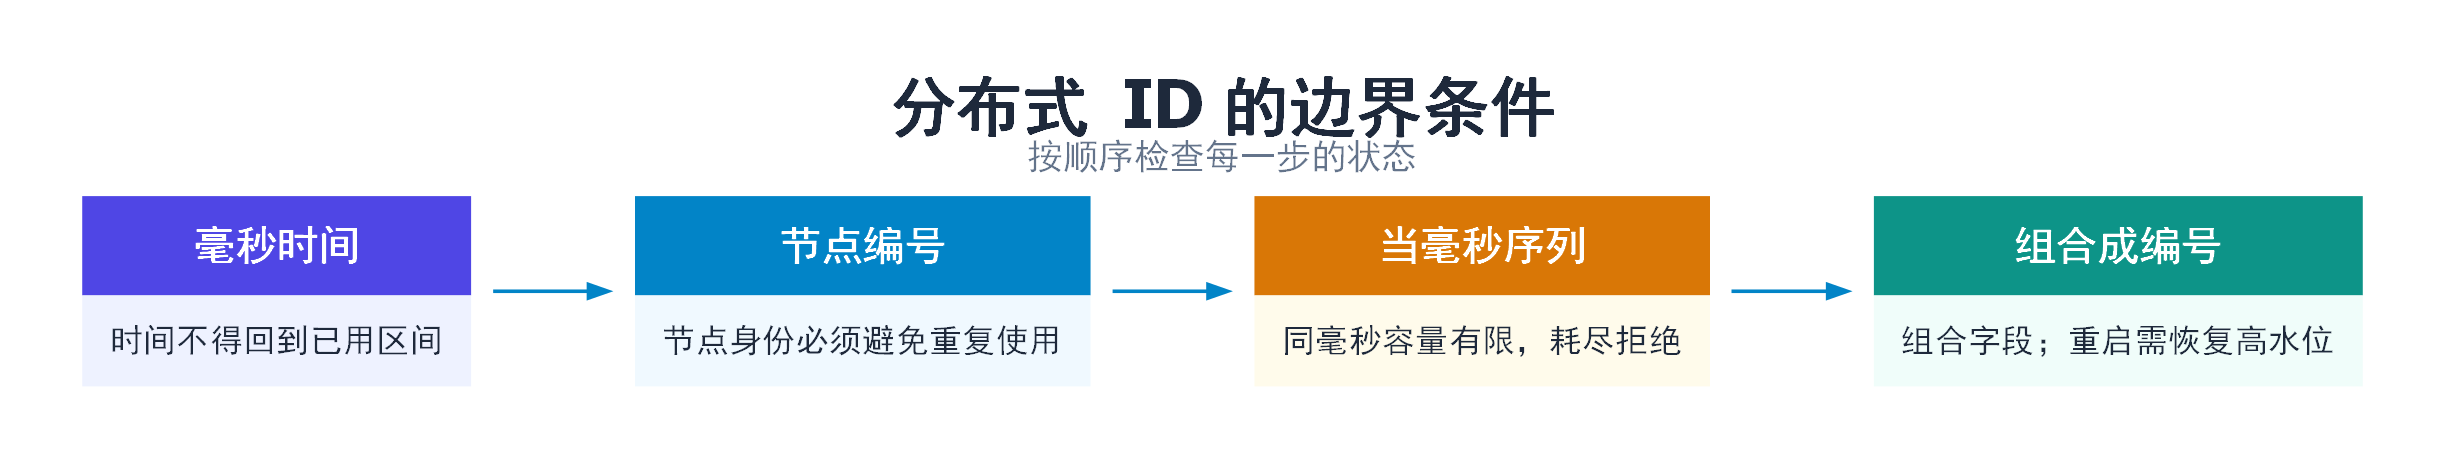 分布式 ID 的边界条件
按顺序检查每一步的状态
毫秒时间
时间不得回到已用区间
节点编号
节点身份必须避免重复使用
当毫秒序列
同毫秒容量有限，耗尽拒绝
组合成编号
组合字段；重启需恢复高水位